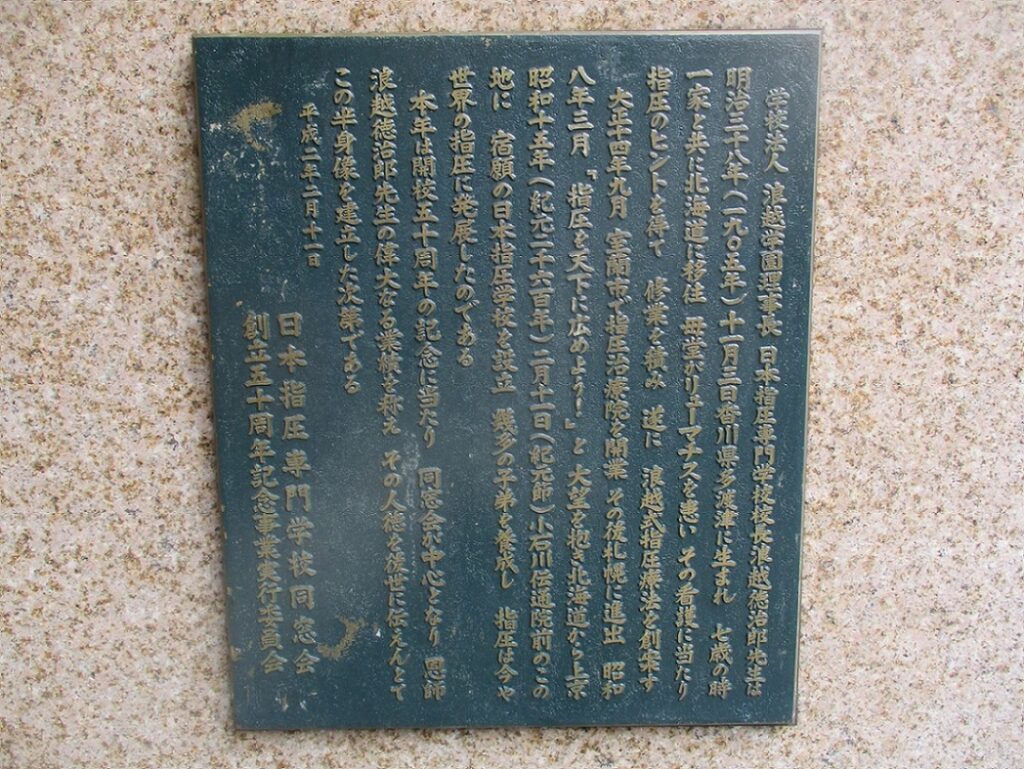 学校法人 浪越学園理事長 日本指圧専門学校校長浪越徳治郎先生は
明治三十八年(一九〇五年)十一月三日香川県多度津に生まれ 七歳の時
一家と共に北海道に移住 母堂がリューマチスを患い その看護に当たり
指圧のヒントを得て 修業を積み 遂に 浪越式指圧療法を創案す
大正十四年九月 室蘭市で指圧治療院を開業 その後札幌に進出 昭和
八年三月 『指圧を天下に広めよう!』と 大望を抱き北海道から上京
昭和十五年(紀元二千六百年)二月十一日(紀元節)小石川伝通院前のこの
地に 宿願の日本指圧学校を設立 幾多の子弟を養成し 指圧は今や
世界の指圧に発展したのである
本年は開校五十周年の記念に当たり 同窓会が中心となり 恩師
浪越徳治郎先生の偉大なる業績を称え その人徳を後世に伝えんとて
この半身像を建立した次第である
平成二年二月十一日
日本指圧専門学校同窓会
創立五十周年記念事業実行委員会